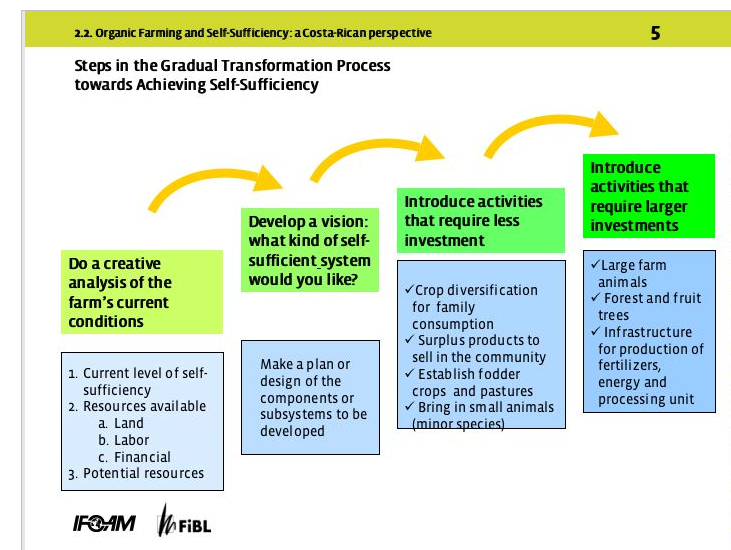 2.2. Organic Farming and Self-Sufficiency: a Costa-Rican perspective
5
Steps in the Gradual Transformation Process
towards Achieving Self-Sufficiency
Do a creative
analysis of the
farm's current
conditions
1. Current level of self-
sufficiency
2. Resources available
a. Land
b. Labor
c. Financial
3. Potential resources
Develop a vision:
what kind of self-
sufficient system
would you like?
Make a plan or
design of the
components or
subsystems to be
developed
Introduce activities
that require less
investment
✓Crop diversification
for family
consumption
✓ Surplus products to
sell in the community
✓ Establish fodder
crops and pastures
✓ Bring in small animals
(minor species)
Introduce
activities that
require larger
investments
✓Large farm
animals
✓ Forest and fruit
trees
✓ Infrastructure
for production of
fertilizers,
energy and
processing unit
IFOAM
FiBL